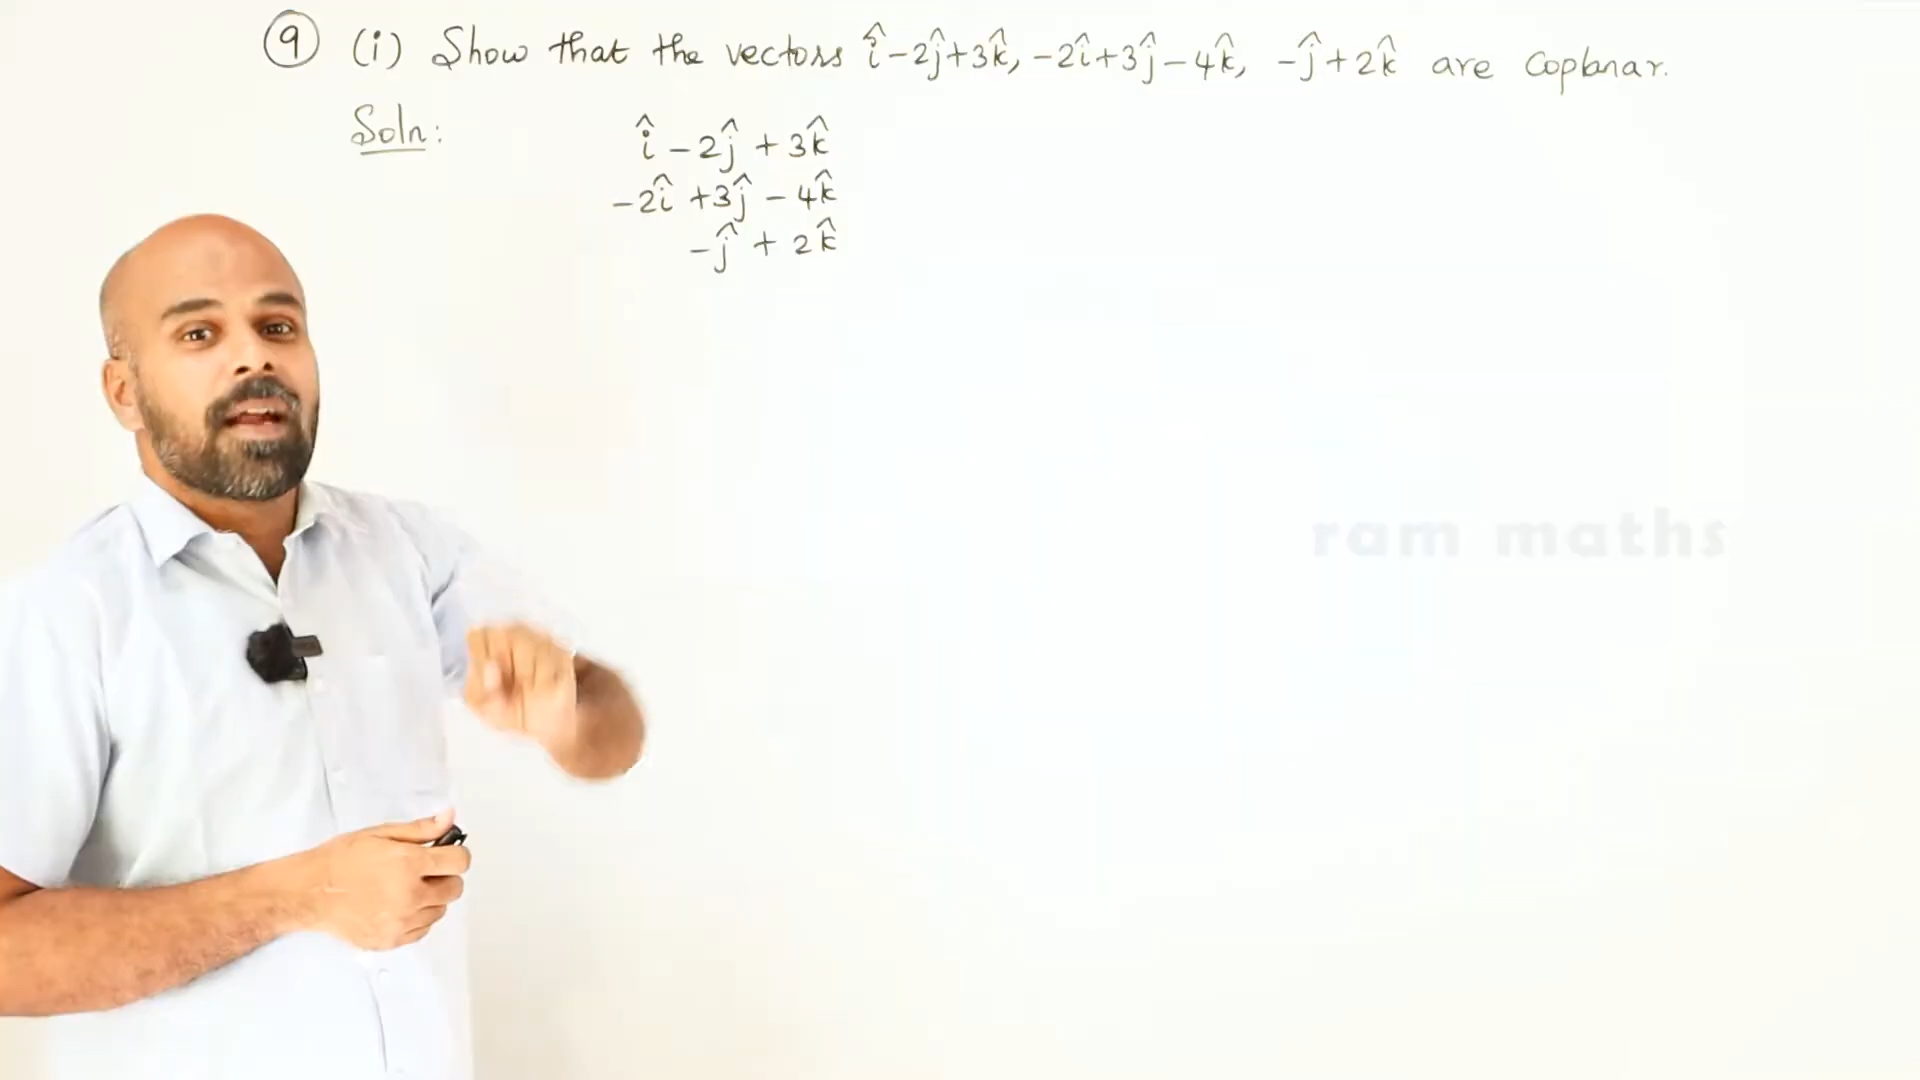 9 (i) Show that the vectors î - 2ĵ + 3k̂, -2î + 3ĵ - 4k̂, -ĵ + 2k̂ are coplanar.
Soln:
î - 2ĵ + 3k̂
-2î + 3ĵ - 4k̂
-ĵ + 2k̂
ram maths